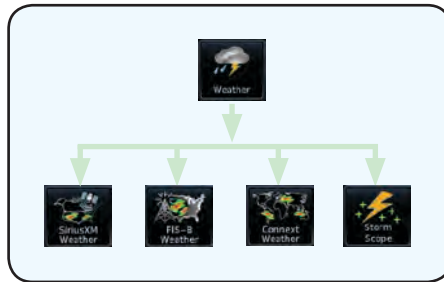 Weather
SiriusXM
Weather
FIS-B
Weather
Connext
Weather
Storm
Scope